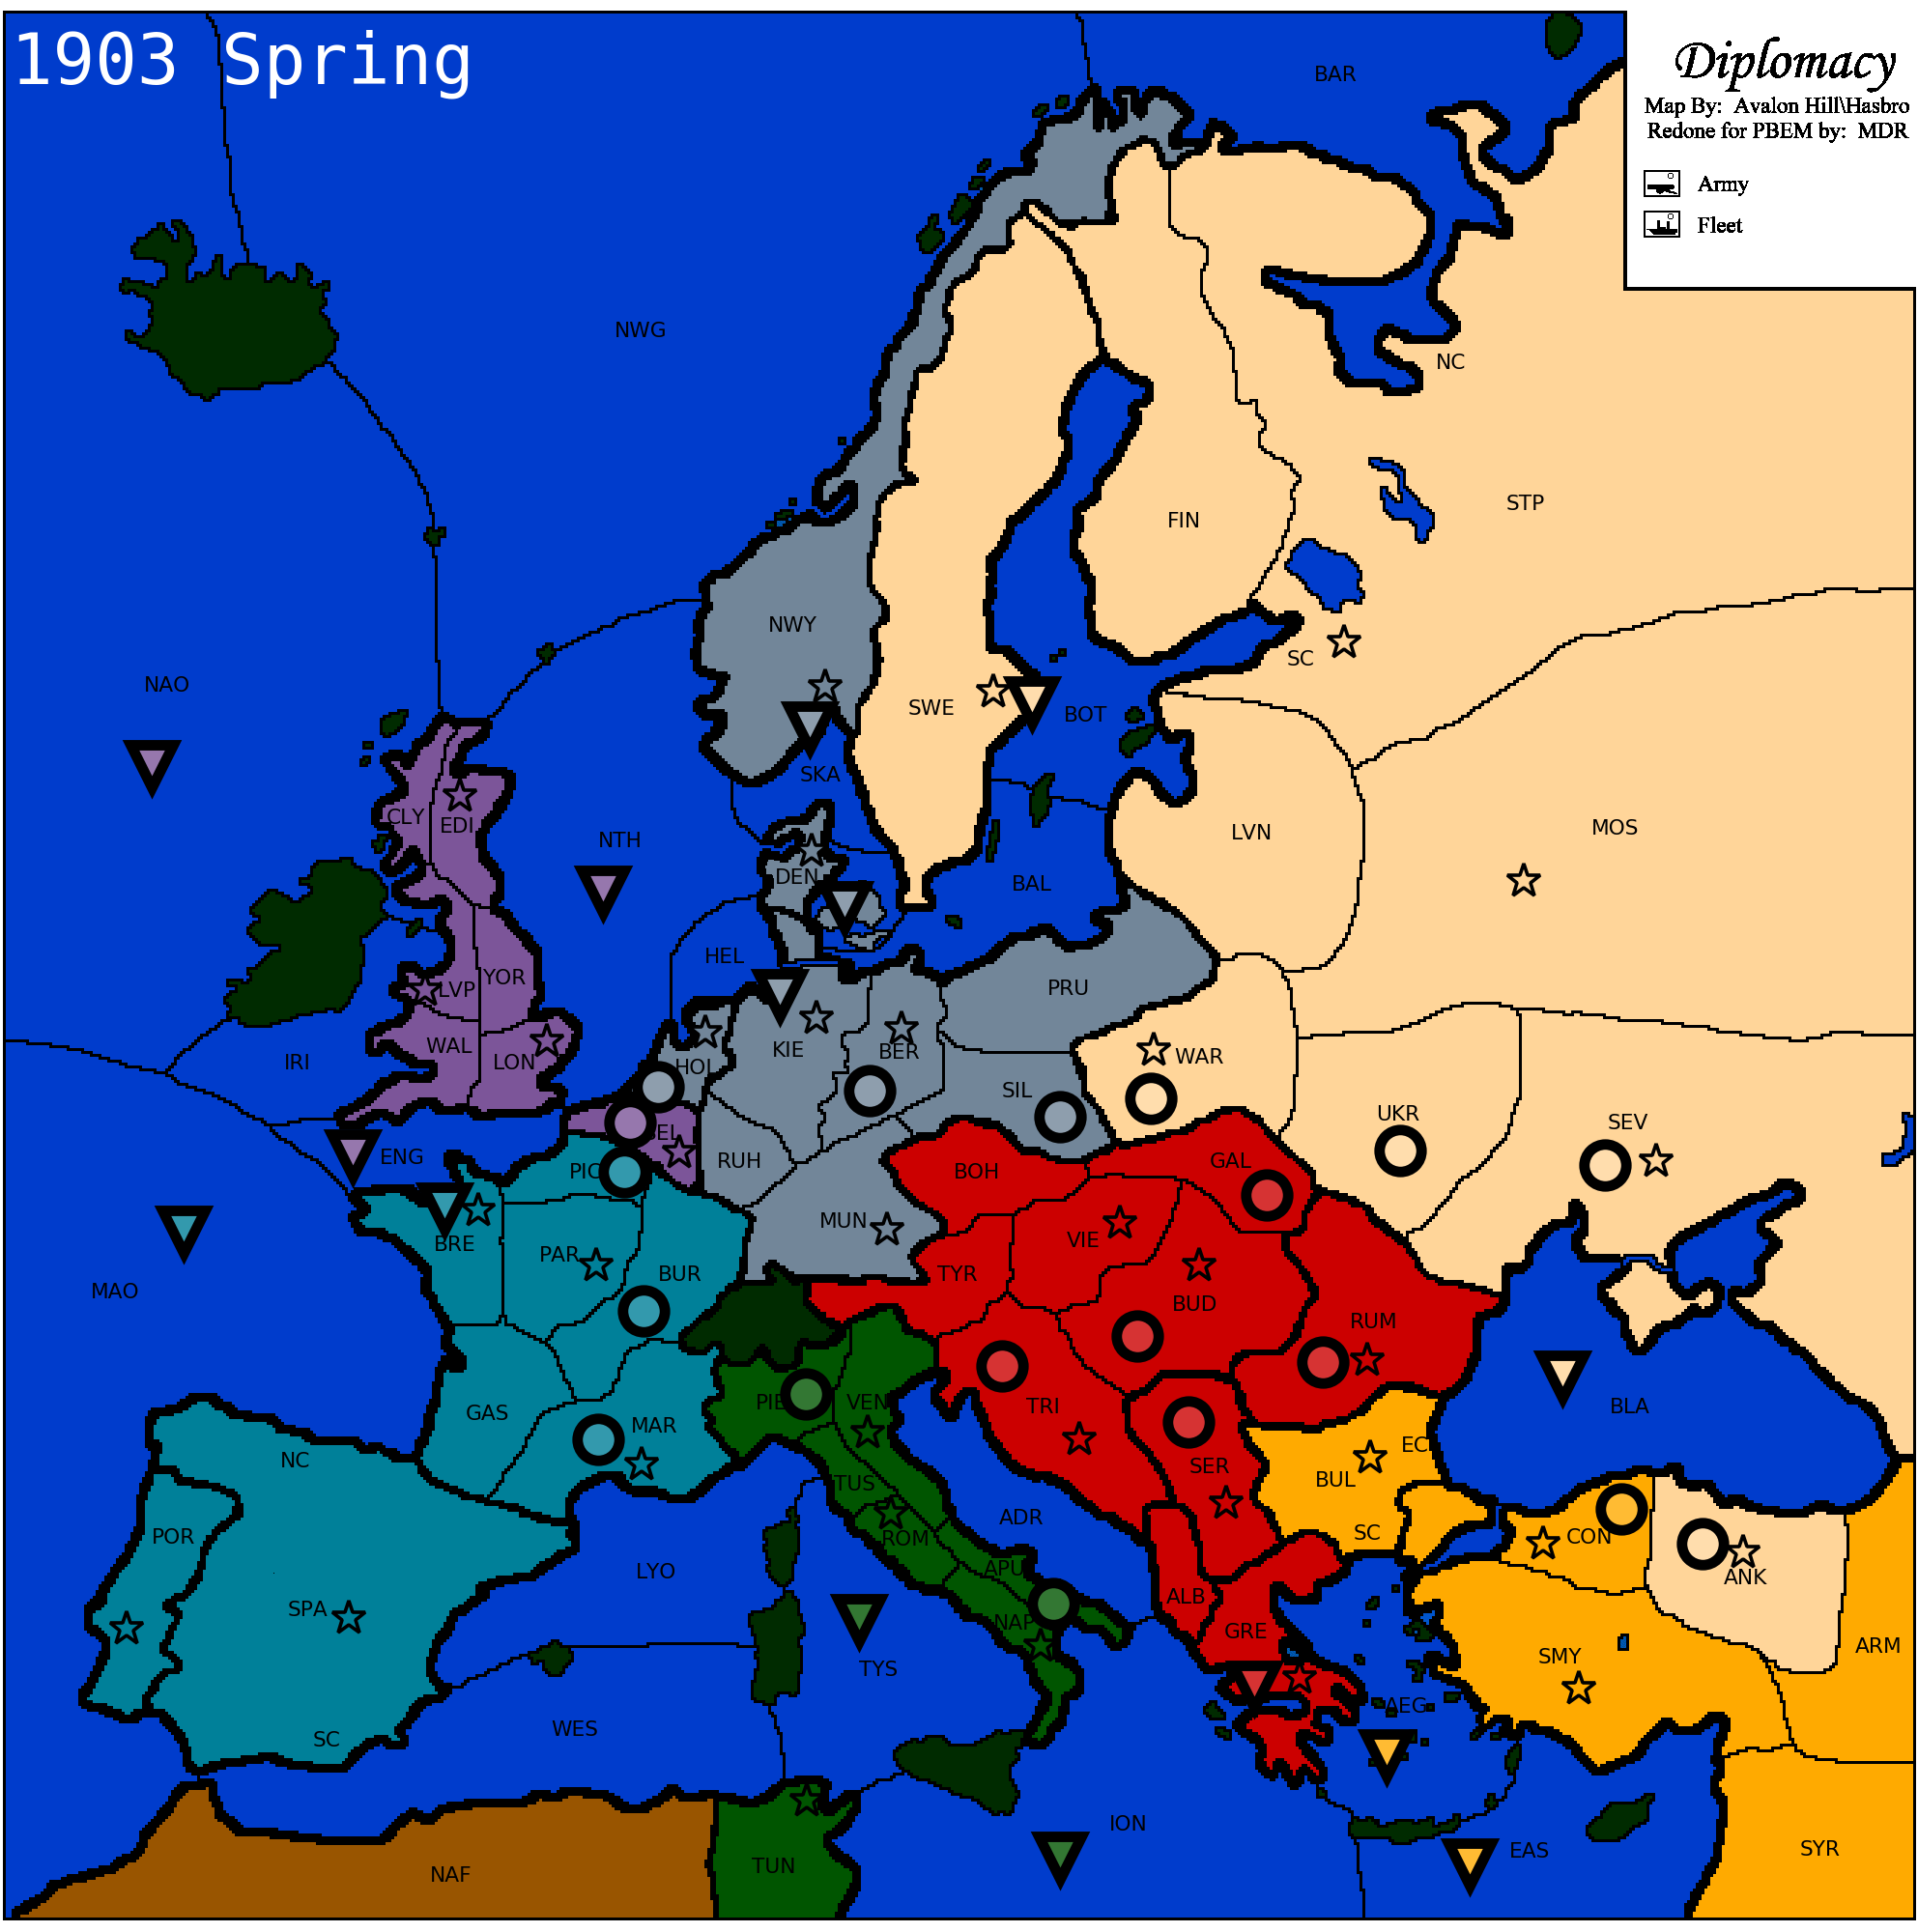 1903 Spring
Diplomacy
Map By: Avalon Hill\Hasbro
Redone for PBEM by: MDR
Army
Fleet
BAR
NWG
NC
STP
FIN
NWY
SC
NAO
SWE
BOT
SKA
CLY
EDI
NTH
LVN
MOS
DEN
BAL
HEL
YOR
LVP
PRU
WAL
LON
IRI
HOL
KIE
BER
WAR
SIL
UKR
SEV
ENG
BEL
PIC
RUH
BOH
GAL
MUN
BRE
PAR
BUR
VIE
TYR
MAO
BUD
RUM
PIE
VEN
TRI
BLA
GAS
MAR
NC
EC
SER
BUL
TUS
ADR
SC
CON
POR
ROM
LYO
APU
ALB
ANK
SPA
NAP
GRE
ARM
TYS
SMY
AEG
WES
SC
ION
EAS
SYR
TUN
NAF